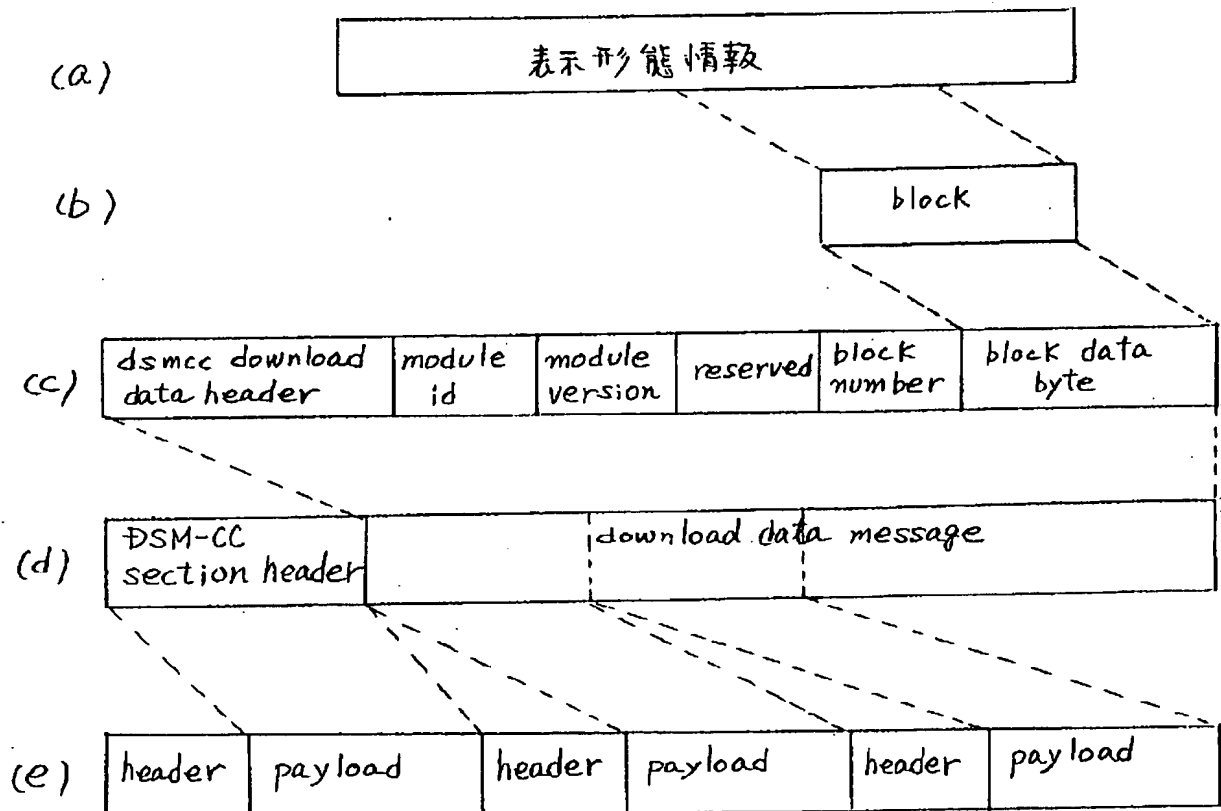 (a)
表示形態情報
(b)
block
(c)
dsmcc download
data header
module
id
module
version
reserved
block
number
block data
byte
(d)
DSM-CC
section header
download data message
(e)
header
payload
header
payload
header
payload